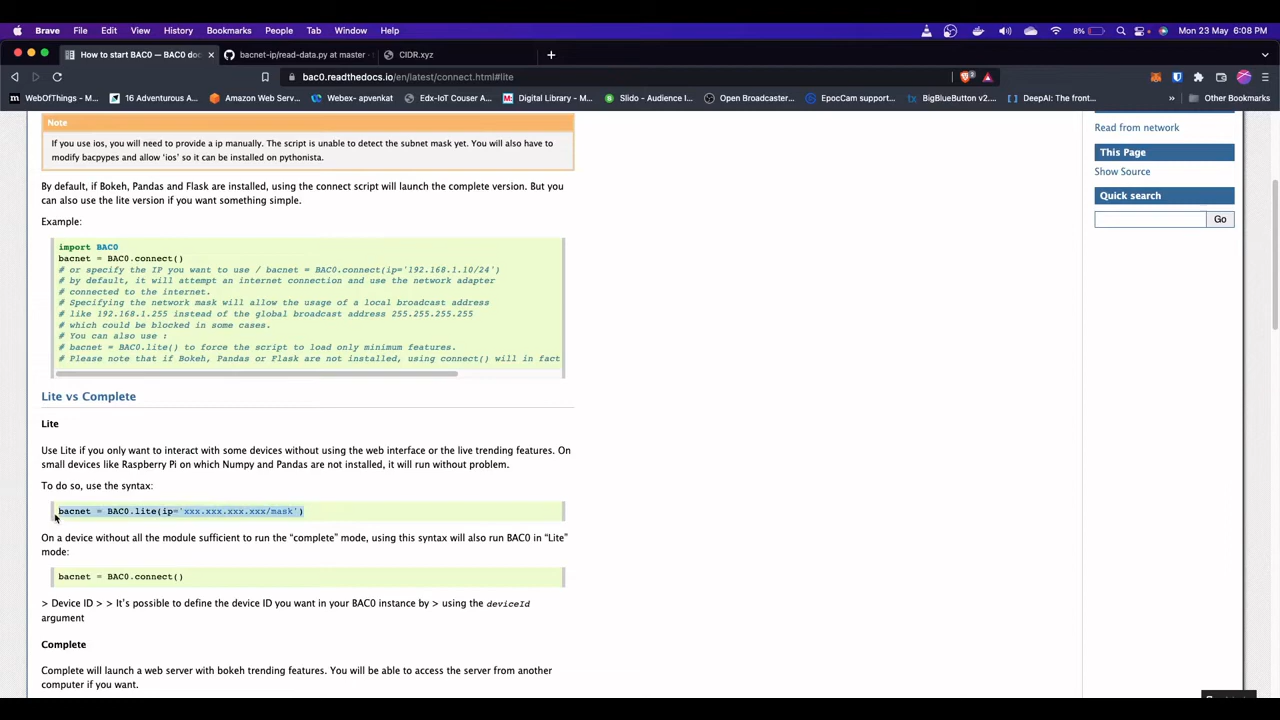 Brave File Edit View History Bookmarks People Tab Window Help 8% Mon 23 May 6:08 PM
How to start BAC0 — BAC0 doc
bacnet-ip/read-data.py at master
CIDR.xyz
bac0.readthedocs.io/en/latest/connect.html#lite
WebOfThings - M... 16 Adventurous A... Amazon Web Serv... Webex- apvenkat Edx-IoT Couser A... Digital Library - M... Slido - Audience I... Open Broadcaster... EpocCam support... BigBlueButton v2.... DeepAI: The front... » Other Bookmarks
Note
If you use ios, you will need to provide a ip manually. The script is unable to detect the subnet mask yet. You will also have to
modify bacpypes and allow 'ios' so it can be installed on pythonista.
By default, if Bokeh, Pandas and Flask are installed, using the connect script will launch the complete version. But you
can also use the lite version if you want something simple.
Example:
import BAC0
bacnet = BAC0.connect()
# or specify the IP you want to use / bacnet = BAC0.connect(ip='192.168.1.10/24')
# by default, it will attempt an internet connection and use the network adapter
# connected to the internet.
# Specifying the network mask will allow the usage of a local broadcast address
# like 192.168.1.255 instead of the global broadcast address 255.255.255.255
# which could be blocked in some cases.
# You can also use :
# bacnet = BAC0.lite() to force the script to load only minimum features.
# Please note that if Bokeh, Pandas or Flask are not installed, using connect() will in fact
Lite vs Complete
Lite
Use Lite if you only want to interact with some devices without using the web interface or the live trending features. On
small devices like Raspberry Pi on which Numpy and Pandas are not installed, it will run without problem.
To do so, use the syntax:
bacnet = BAC0.lite(ip='xxx.xxx.xxx.xxx/mask')
On a device without all the module sufficient to run the “complete” mode, using this syntax will also run BAC0 in “Lite”
mode:
bacnet = BAC0.connect()
> Device ID > > It’s possible to define the device ID you want in your BAC0 instance by > using the deviceId
argument
Complete
Complete will launch a web server with bokeh trending features. You will be able to access the server from another
computer if you want.
Read from network
This Page
Show Source
Quick search
Go